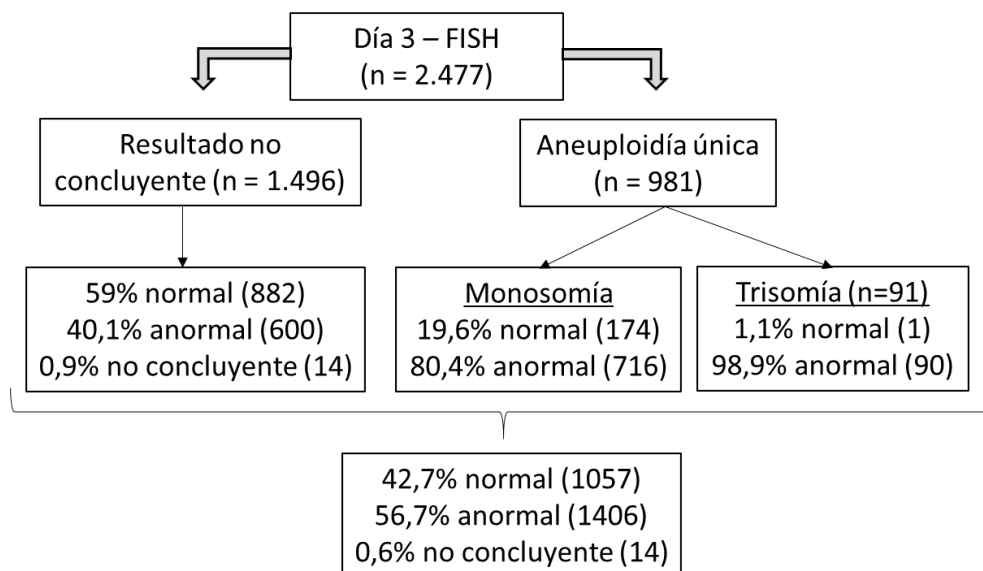 Día 3 – FISH
(n = 2.477)
Resultado no
concluyente (n = 1.496)
Aneuploidía única
(n = 981)
59% normal (882)
40,1% anormal (600)
0,9% no concluyente (14)
Monosomía
19,6% normal (174)
80,4% anormal (716)
Trisomía (n=91)
1,1% normal (1)
98,9% anormal (90)
42,7% normal (1057)
56,7% anormal (1406)
0,6% no concluyente (14)